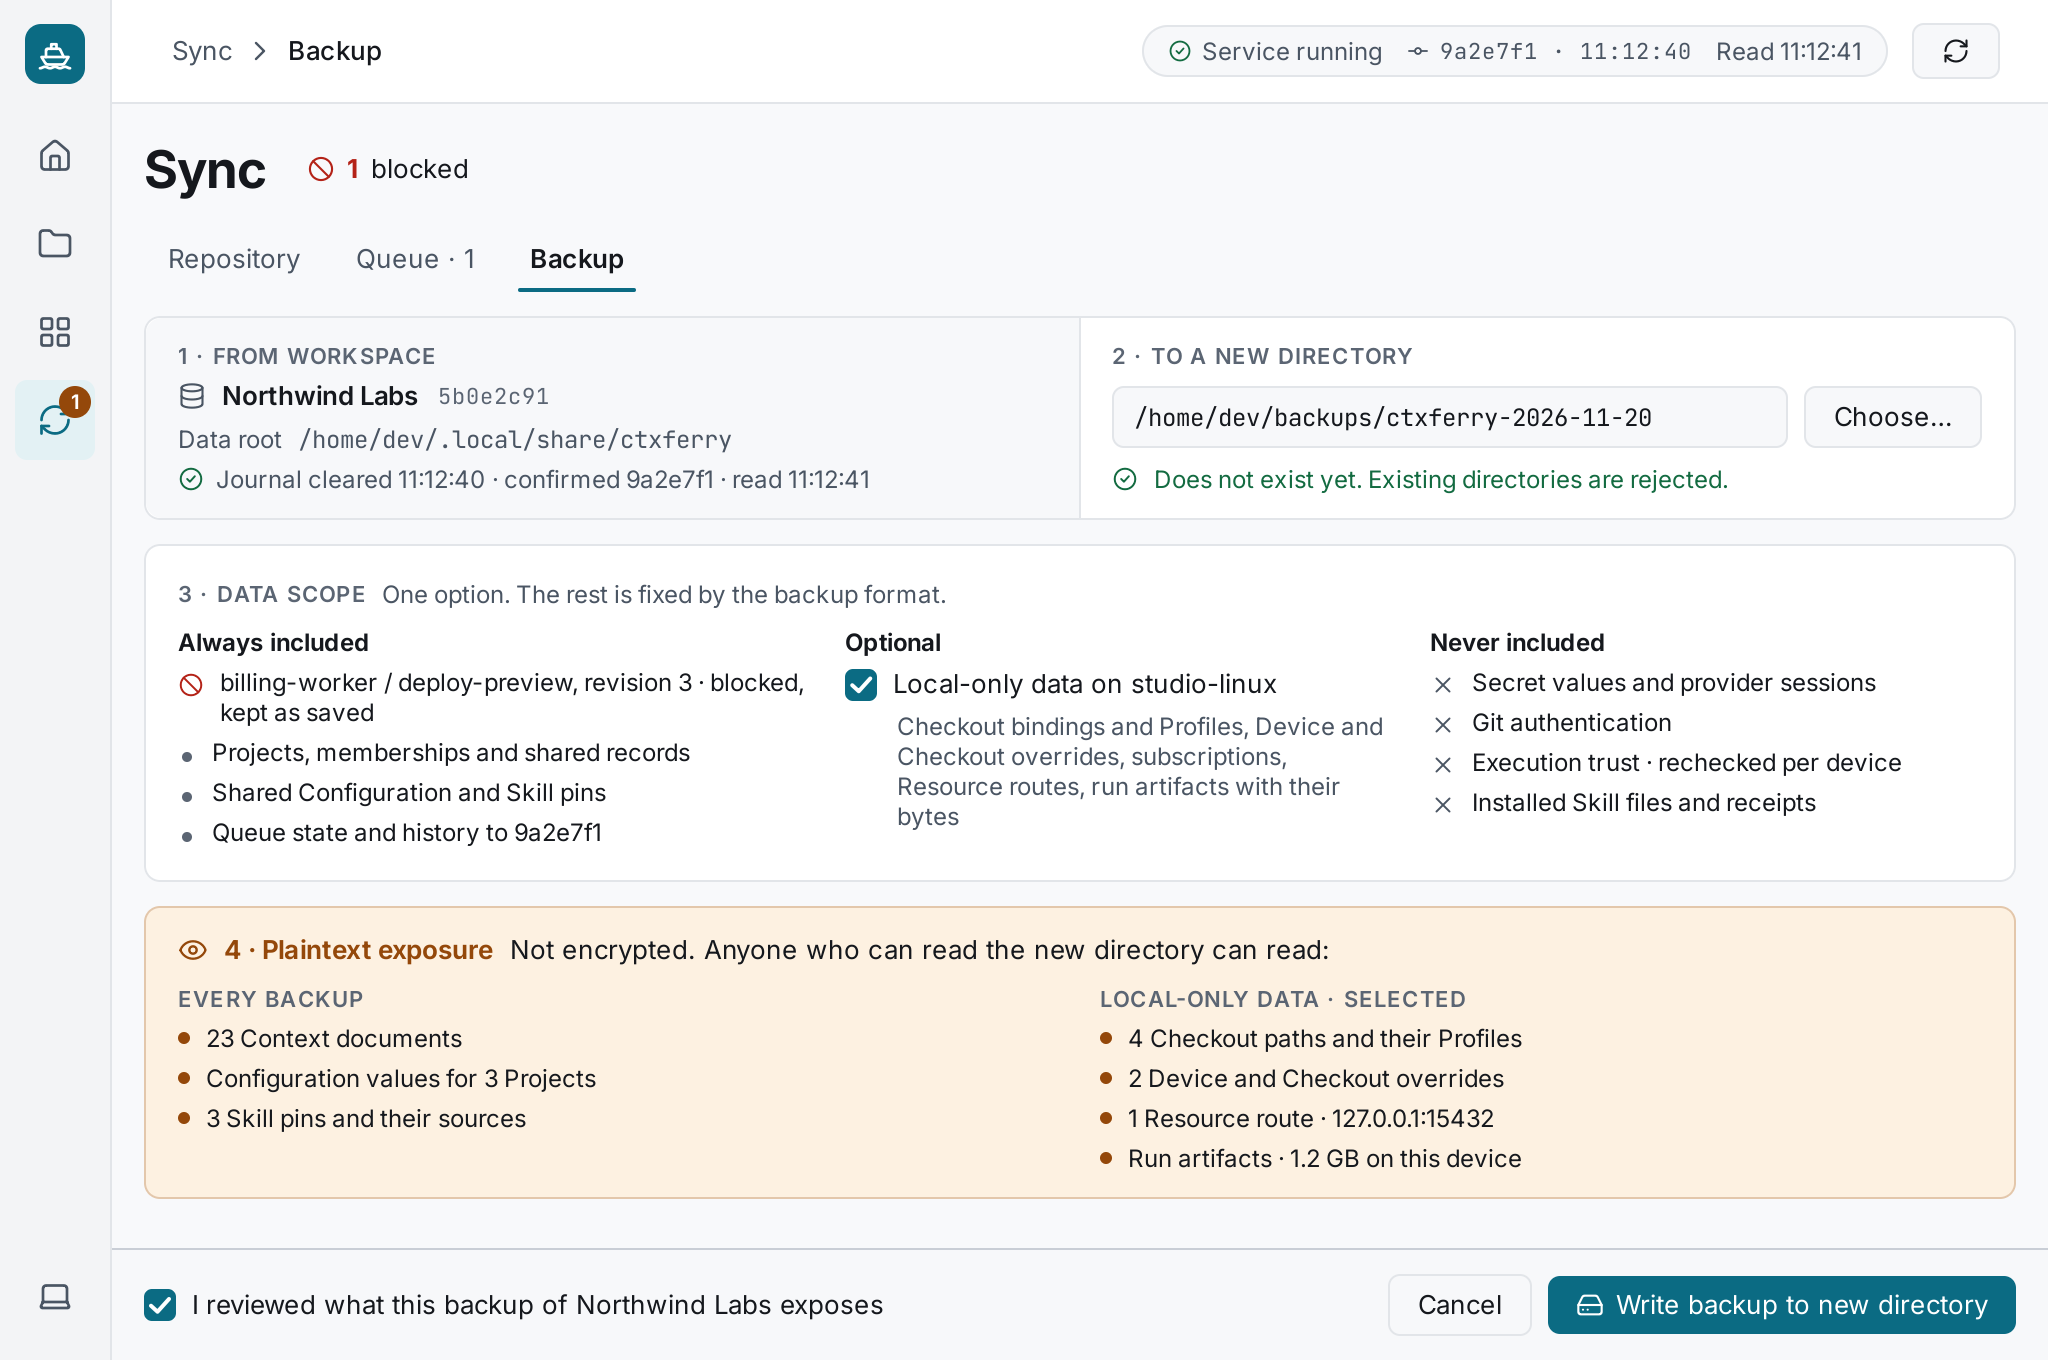 Sync > Backup
Service running 9a2e7f1 · 11:12:40 Read 11:12:41
Sync 1 blocked
Repository Queue · 1 Backup
1
1 · FROM WORKSPACE
Northwind Labs 5b0e2c91
Data root /home/dev/.local/share/ctxferry
Journal cleared 11:12:40 · confirmed 9a2e7f1 · read 11:12:41
2 · TO A NEW DIRECTORY
/home/dev/backups/ctxferry-2026-11-20 Choose...
Does not exist yet. Existing directories are rejected.
3 · DATA SCOPE One option. The rest is fixed by the backup format.
Always included
billing-worker / deploy-preview, revision 3 · blocked,
kept as saved
Projects, memberships and shared records
Shared Configuration and Skill pins
Queue state and history to 9a2e7f1
Optional
Local-only data on studio-linux
Checkout bindings and Profiles, Device and
Checkout overrides, subscriptions,
Resource routes, run artifacts with their
bytes
Never included
Secret values and provider sessions
Git authentication
Execution trust · rechecked per device
Installed Skill files and receipts
4 · Plaintext exposure Not encrypted. Anyone who can read the new directory can read:
EVERY BACKUP
23 Context documents
Configuration values for 3 Projects
3 Skill pins and their sources
LOCAL-ONLY DATA · SELECTED
4 Checkout paths and their Profiles
2 Device and Checkout overrides
1 Resource route · 127.0.0.1:15432
Run artifacts · 1.2 GB on this device
I reviewed what this backup of Northwind Labs exposes
Cancel Write backup to new directory